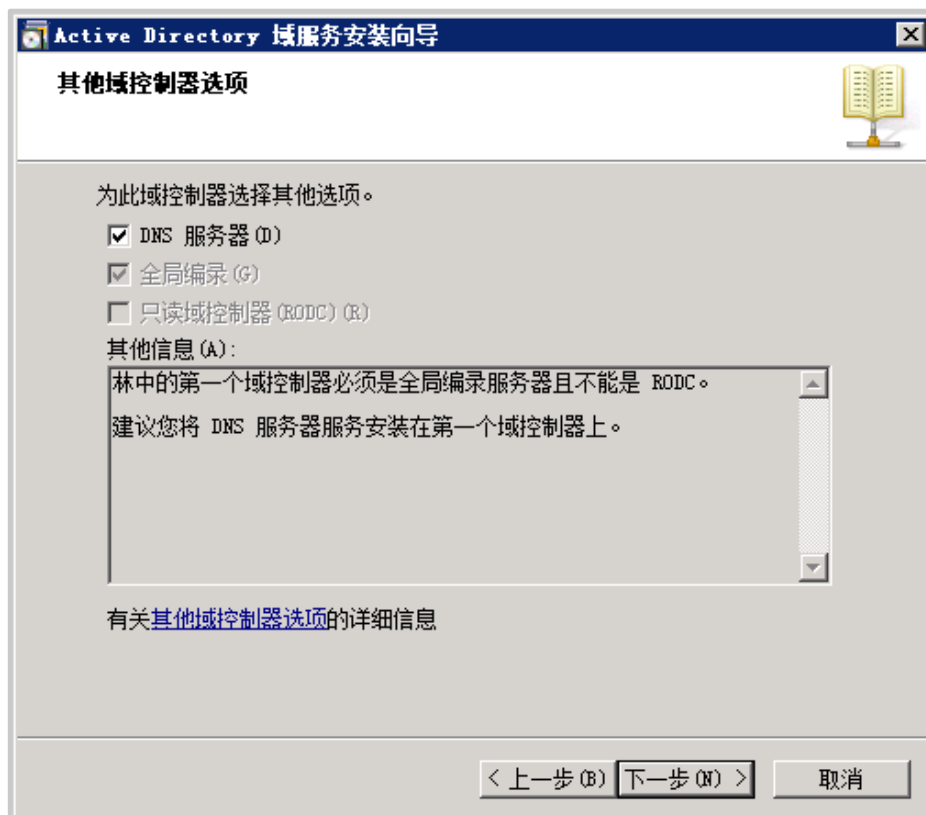 Active Directory 域服务安装向导
其他域控制器选项
为此域控制器选择其他选项。
DNS 服务器(D)
全局编录(G)
只读域控制器(RODC)(R)
其他信息(A):
林中的第一个域控制器必须是全局编录服务器且不能是 RODC。
建议您将 DNS 服务器服务安装在第一个域控制器上。
有关其他域控制器选项的详细信息
< 上一步(B) 下一步(N) > 取消